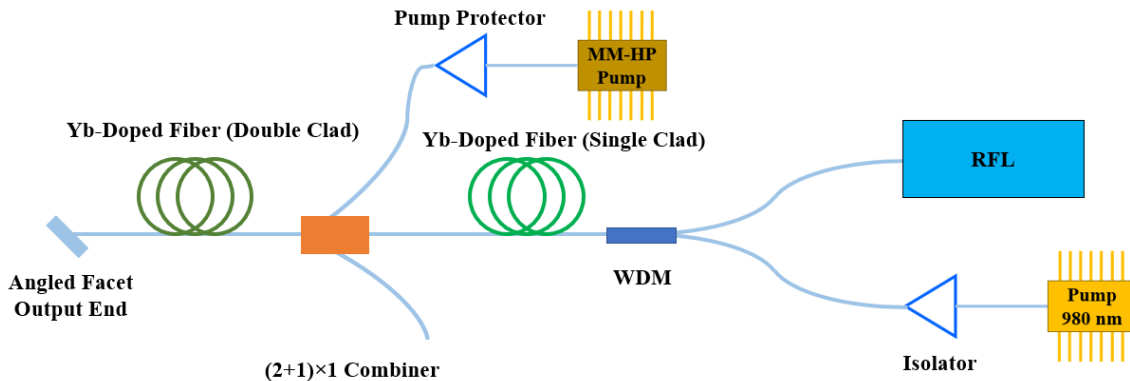 Pump Protector
MM-HP
Pump
Yb-Doped Fiber (Double Clad)
Yb-Doped Fiber (Single Clad)
RFL
Angled Facet
Output End
WDM
Pump
980 nm
Isolator
(2+1)×1 Combiner